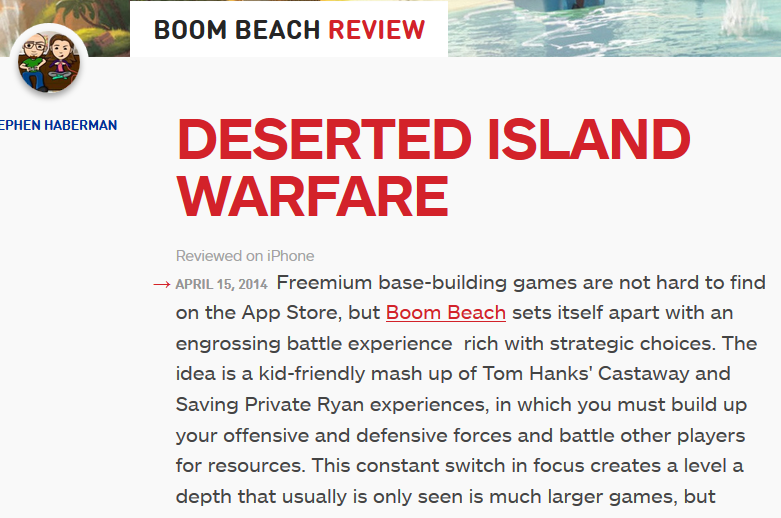 BOOM BEACH REVIEW
EPHEN HABERMAN
DESERTED ISLAND
WARFARE
Reviewed on iPhone
→ APRIL 15, 2014 Freemium base-building games are not hard to find
on the App Store, but Boom Beach sets itself apart with an
engrossing battle experience  rich with strategic choices. The
idea is a kid-friendly mash up of Tom Hanks' Castaway and
Saving Private Ryan experiences, in which you must build up
your offensive and defensive forces and battle other players
for resources. This constant switch in focus creates a level a
depth that usually is only seen is much larger games, but